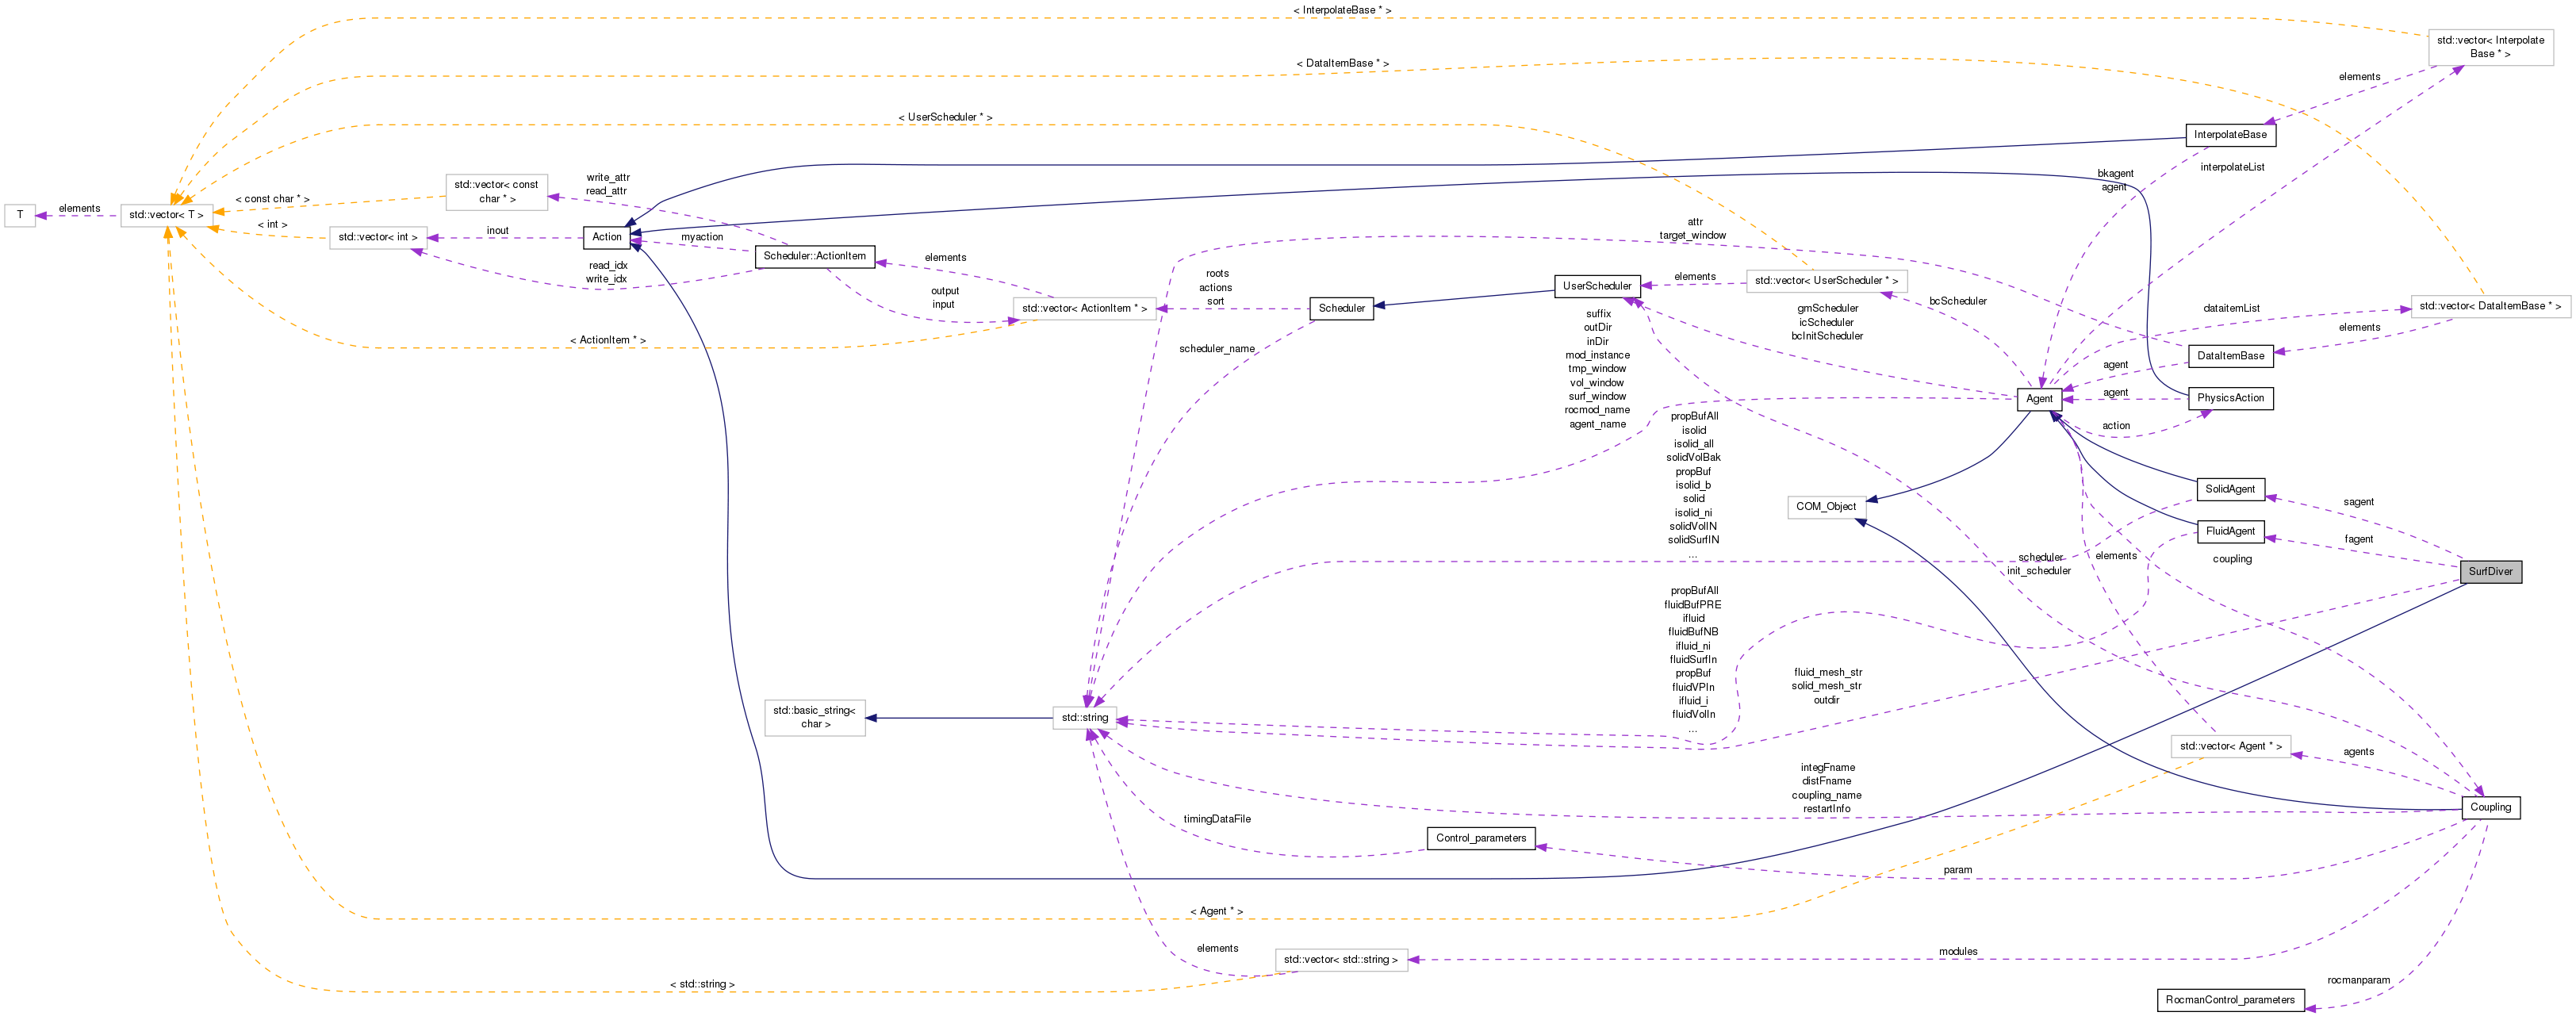 < InterpolateBase * >
std::vector< Interpolate
Base * >
< DataItemBase * >
elements
< UserScheduler * >
InterpolateBase
interpolateList
bkagent
agent
write_attr
read_attr
std::vector< const
char * >
< const char * >
T
elements
std::vector< T >
< int >
std::vector< int >
inout
Action
myaction
Scheduler::ActionItem
read_idx
write_idx
elements
output
input
std::vector< ActionItem * >
< ActionItem * >
roots
actions
sort
Scheduler
scheduler_name
UserScheduler
elements
std::vector< UserScheduler * >
attr
target_window
bcScheduler
gmScheduler
icScheduler
bcInitScheduler
dataitemList
std::vector< DataItemBase * >
elements
DataItemBase
agent
Agent
agent
PhysicsAction
action
suffix
outDir
inDir
mod_instance
tmp_window
vol_window
surf_window
rocmod_name
agent_name
propBufAll
isolid
isolid_all
solidVolBak
propBuf
isolid_b
solid
isolid_ni
solidVolIN
solidSurfIN
...
COM_Object
SolidAgent
sagent
FluidAgent
fagent
SurfDiver
scheduler
init_scheduler
elements
coupling
propBufAll
fluidBufPRE
ifluid
fluidBufNB
ifluid_ni
fluidSurfIn
propBuf
fluidVPIn
ifluid_i
fluidVolIn
...
fluid_mesh_str
solid_mesh_str
outdir
std::basic_string<
char >
std::string
std::vector< Agent * >
agents
integFname
distFname
coupling_name
restartInfo
Coupling
timingDataFile
Control_parameters
param
< Agent * >
elements
std::vector< std::string >
modules
< std::string >
rocmanparam
RocmanControl_parameters